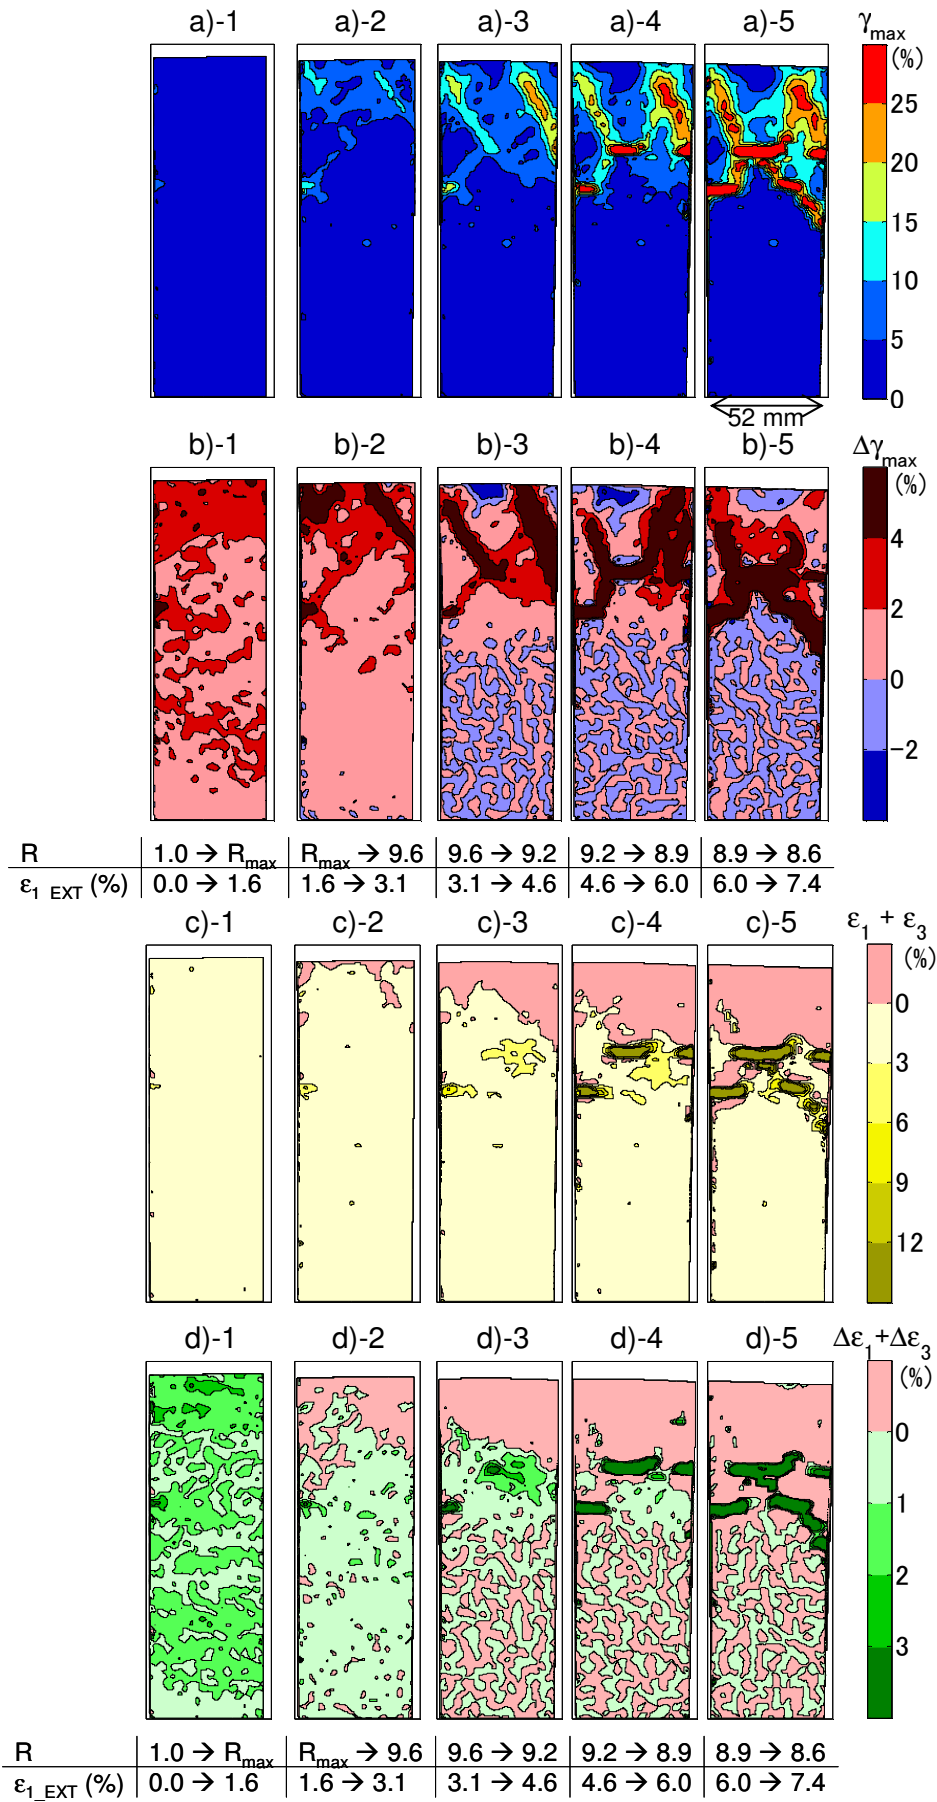 a)-1 a)-2 a)-3 a)-4 a)-5 γmax
(%)
25
20
15
10
5
0
52 mm
b)-1 b)-2 b)-3 b)-4 b)-5 Δγmax
(%)
4
2
0
−2
R 1.0 → Rmax Rmax → 9.6 9.6 → 9.2 9.2 → 8.9 8.9 → 8.6
ε1_EXT (%) 0.0 → 1.6 1.6 → 3.1 3.1 → 4.6 4.6 → 6.0 6.0 → 7.4
c)-1 c)-2 c)-3 c)-4 c)-5 ε1 + ε3
(%)
0
3
6
9
12
d)-1 d)-2 d)-3 d)-4 d)-5 Δε1+Δε3
(%)
0
1
2
3
R 1.0 → Rmax Rmax → 9.6 9.6 → 9.2 9.2 → 8.9 8.9 → 8.6
ε1_EXT (%) 0.0 → 1.6 1.6 → 3.1 3.1 → 4.6 4.6 → 6.0 6.0 → 7.4